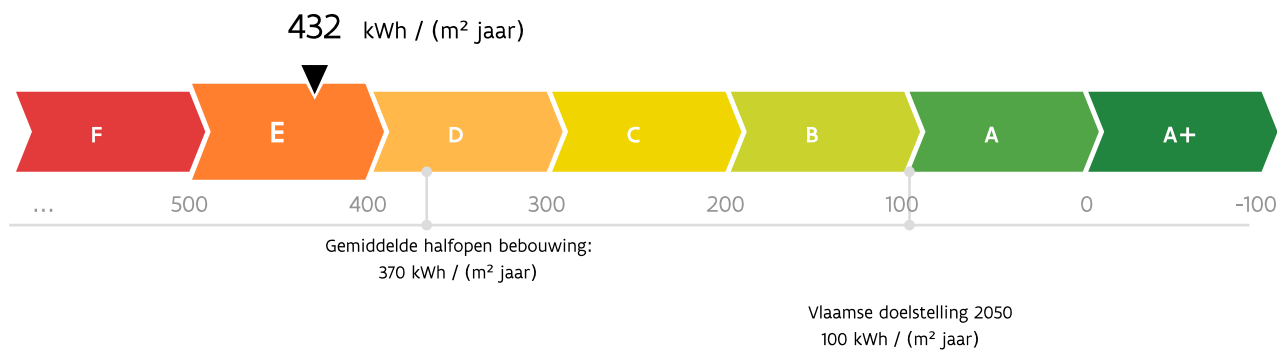 432 kWh / (m² jaar)
F E D C B A A+
... 500 400 300 200 100 0 -100
Gemiddelde halfopen bebouwing:
370 kWh / (m² jaar)
Vlaamse doelstelling 2050
100 kWh / (m² jaar)